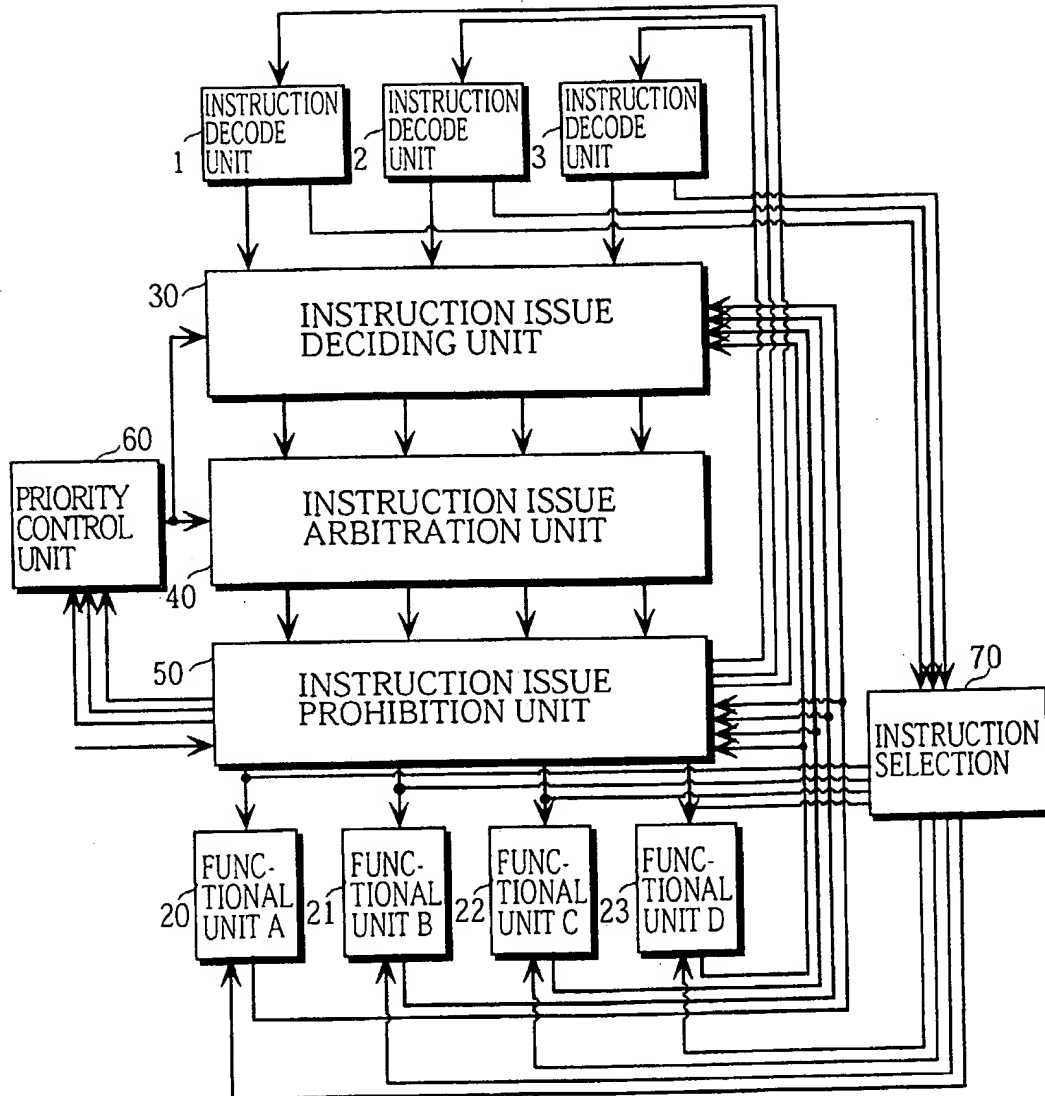 INSTRUCTION
DECODE
UNIT
1
INSTRUCTION
DECODE
UNIT
2
INSTRUCTION
DECODE
UNIT
3
30
INSTRUCTION ISSUE
DECIDING UNIT
60
PRIORITY
CONTROL
UNIT
INSTRUCTION ISSUE
ARBITRATION UNIT
40
50
INSTRUCTION ISSUE
PROHIBITION UNIT
70
INSTRUCTION
SELECTION
FUNC-
TIONAL
UNIT A
20
FUNC-
TIONAL
UNIT B
21
FUNC-
TIONAL
UNIT C
22
FUNC-
TIONAL
UNIT D
23